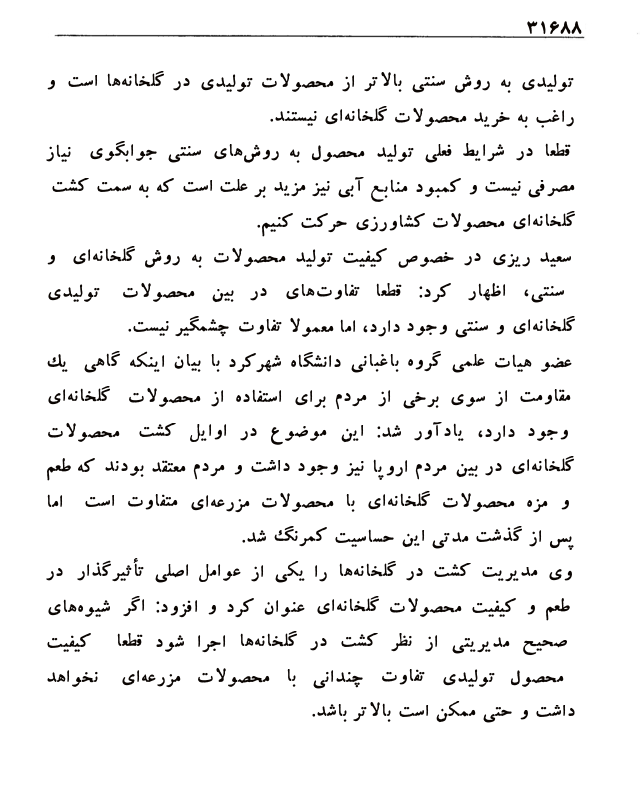 ۳۱۶۸۸
تولیدی به روش سنتی بالاتر از محصولات تولیدی در گلخانه‌ها است و
راغب به خرید محصولات گلخانه‌ای نیستند.
قطعا در شرایط فعلی تولید محصول به روش‌های سنتی جوابگوی نیاز
مصرفی نیست و کمبود منابع آبی نیز مزید بر علت است که به سمت کشت
گلخانه‌ای محصولات کشاورزی حرکت کنیم.
سعید ریزی در خصوص کیفیت تولید محصولات به روش گلخانه‌ای و
سنتی، اظهار کرد: قطعا تفاوت‌های در بین محصولات تولیدی
گلخانه‌ای و سنتی وجود دارد، اما معمولا تفاوت چشمگیر نیست.
عضو هیات علمی گروه باغبانی دانشگاه شهرکرد با بیان اینکه گاهی یك
مقاومت از سوی برخی از مردم برای استفاده از محصولات گلخانه‌ای
وجود دارد، یادآور شد: این موضوع در اوایل کشت محصولات
گلخانه‌ای در بین مردم اروپا نیز وجود داشت و مردم معتقد بودند که طعم
و مزه محصولات گلخانه‌ای با محصولات مزرعه‌ای متفاوت است اما
پس از گذشت مدتی این حساسیت کمرنگ شد.
وی مدیریت کشت در گلخانه‌ها را یکی از عوامل اصلی تأثیرگذار در
طعم و کیفیت محصولات گلخانه‌ای عنوان کرد و افزود: اگر شیوه‌های
صحیح مدیریتی از نظر کشت در گلخانه‌ها اجرا شود قطعا کیفیت
محصول تولیدی تفاوت چندانی با محصولات مزرعه‌ای نخواهد
داشت و حتی ممکن است بالاتر باشد.